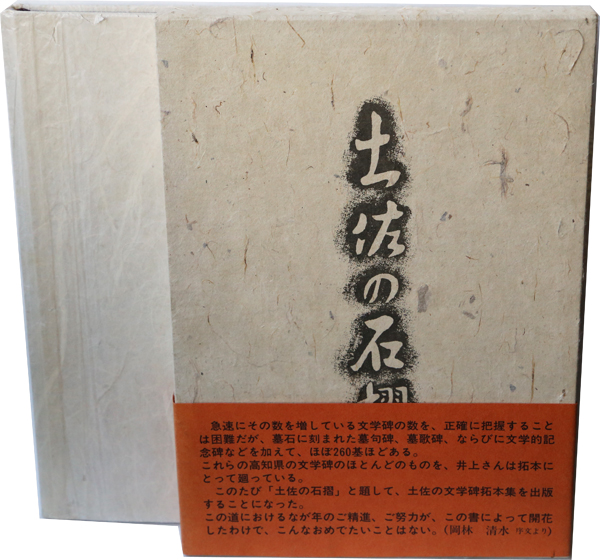 土佐の石摺
急速にその数を増している文学碑の数を、正確に把握すること
は困難だが、墓石に刻まれた墓句碑、墓歌碑、ならびに文学的記
念碑などを加えて、ほぼ260基ほどある。
これらの高知県の文学碑のほとんどのものを、井上さんは拓本に
とって廻っている。
このたび「土佐の石摺」と題して、土佐の文学碑拓本集を出版
することになった。
この道におけるなが年のご精進、ご努力が、この書によって開花
したわけで、こんなおめでたいことはない。(岡林 清水 序文より)